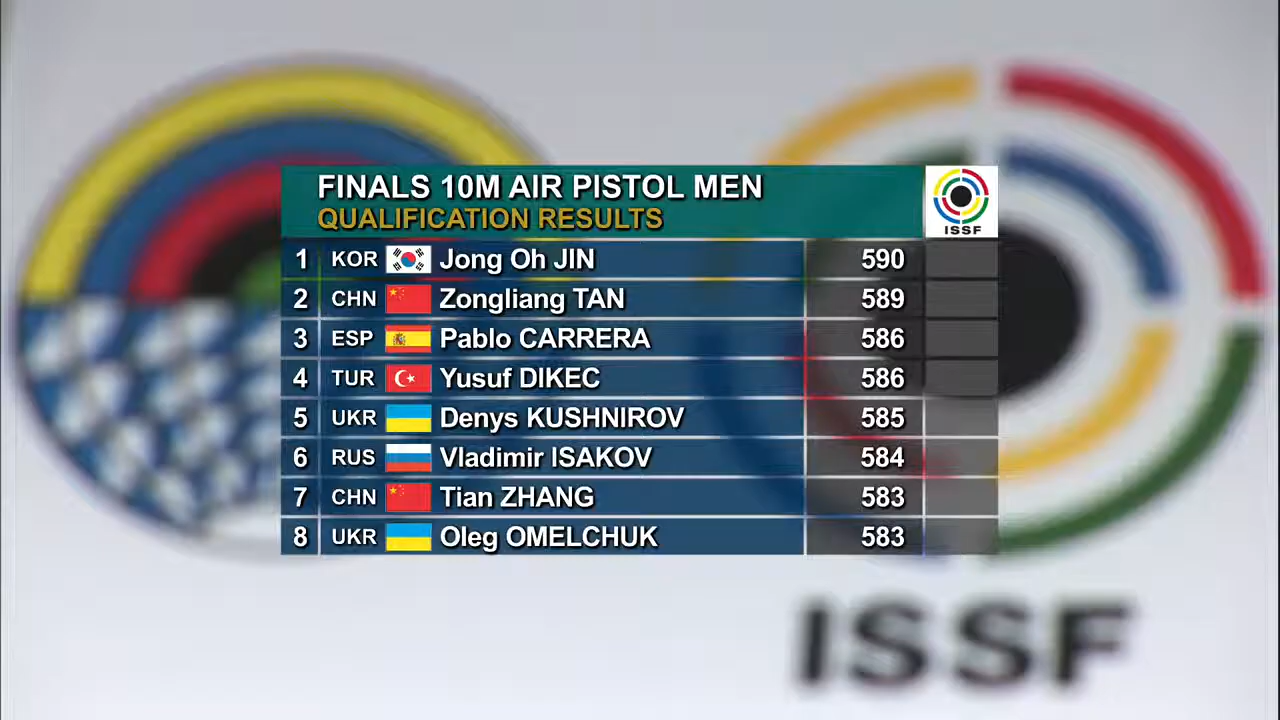 FINALS 10M AIR PISTOL MEN
QUALIFICATION RESULTS
ISSF
1 KOR Jong Oh JIN 590
2 CHN Zongliang TAN 589
3 ESP Pablo CARRERA 586
4 TUR Yusuf DIKEC 586
5 UKR Denys KUSHNIROV 585
6 RUS Vladimir ISAKOV 584
7 CHN Tian ZHANG 583
8 UKR Oleg OMELCHUK 583
ISSF